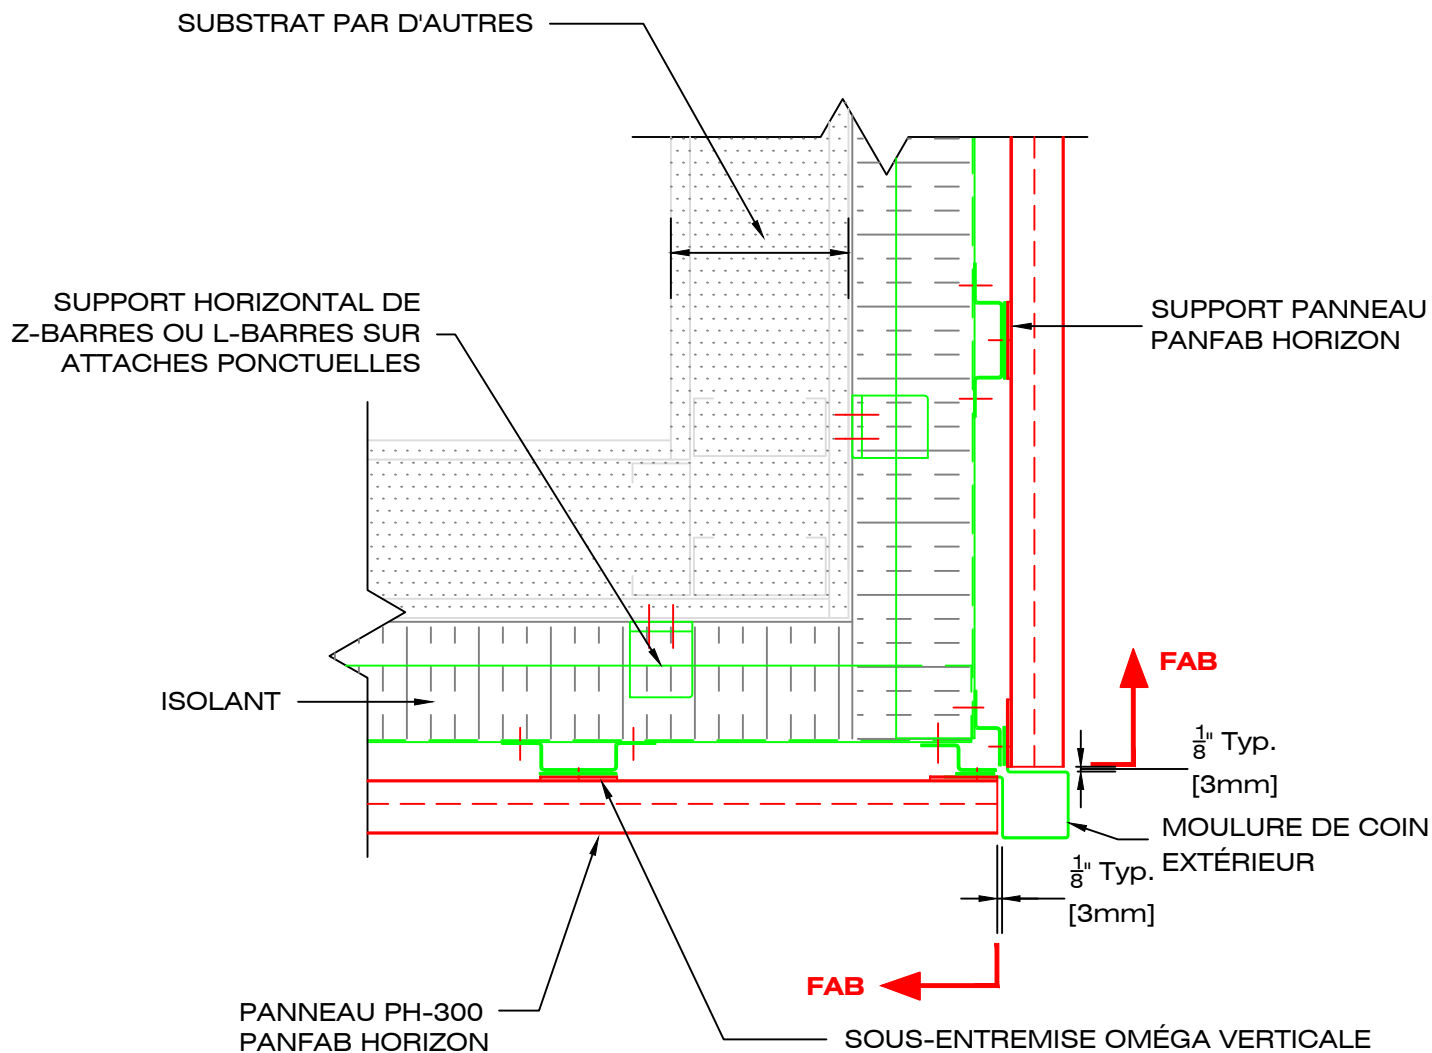 SUBSTRAT PAR D'AUTRES
SUPPORT HORIZONTAL DE
Z-BARRES OU L-BARRES SUR
ATTACHES PONCTUELLES
SUPPORT PANNEAU
PANFAB HORIZON
ISOLANT
FAB
1/8" Typ.
[3mm]
MOULURE DE COIN
EXTÉRIEUR
1/8" Typ.
[3mm]
FAB
PANNEAU PH-300
PANFAB HORIZON
SOUS-ENTREMISE OMÉGA VERTICALE